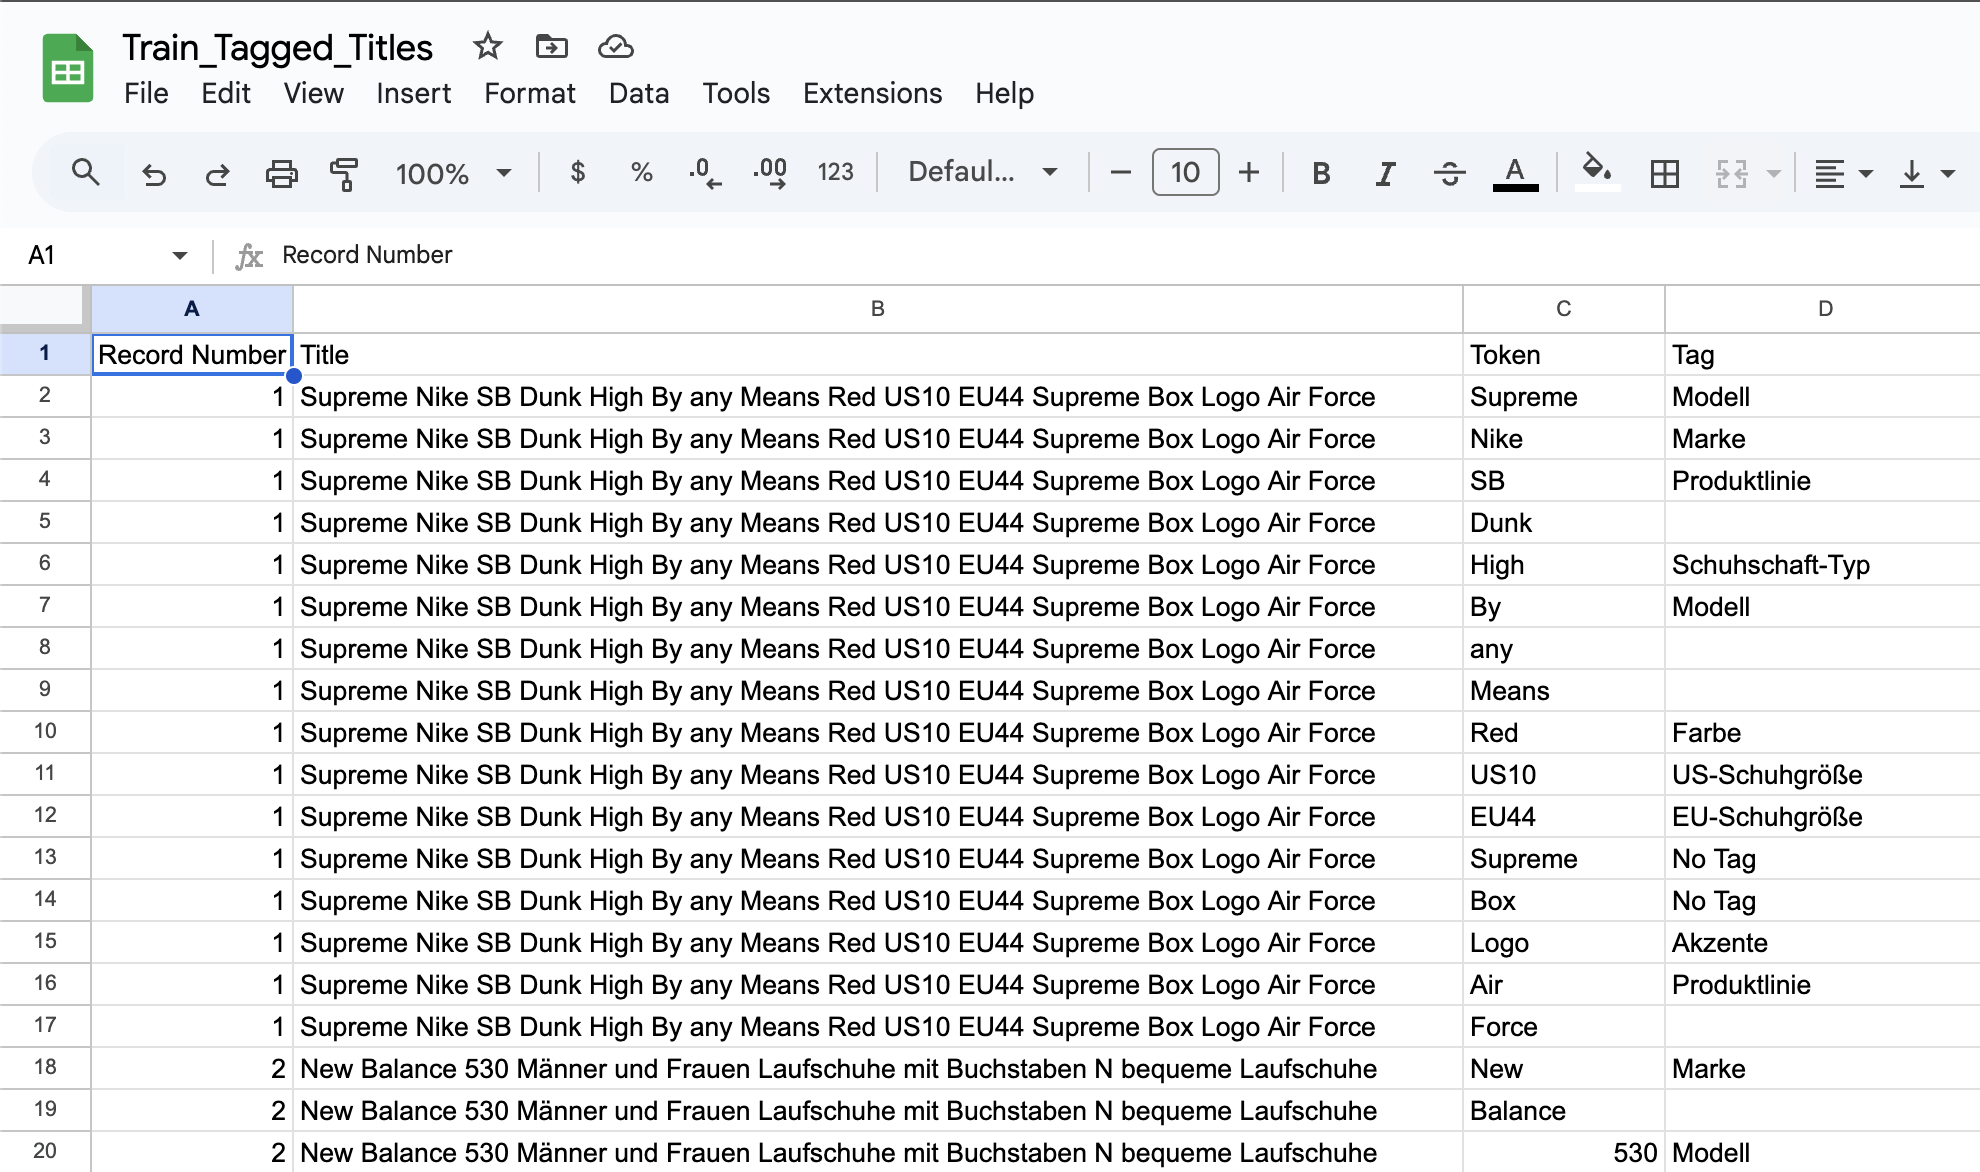 Train_Tagged_Titles
File Edit View Insert Format Data Tools Extensions Help
100% $ % .0 .00 123 Defaul... 10 B I S A
A1 fx Record Number
A B C D
1 Record Number Title Token Tag
2 1 Supreme Nike SB Dunk High By any Means Red US10 EU44 Supreme Box Logo Air Force Supreme Modell
3 1 Supreme Nike SB Dunk High By any Means Red US10 EU44 Supreme Box Logo Air Force Nike Marke
4 1 Supreme Nike SB Dunk High By any Means Red US10 EU44 Supreme Box Logo Air Force SB Produktlinie
5 1 Supreme Nike SB Dunk High By any Means Red US10 EU44 Supreme Box Logo Air Force Dunk
6 1 Supreme Nike SB Dunk High By any Means Red US10 EU44 Supreme Box Logo Air Force High Schuhschaft-Typ
7 1 Supreme Nike SB Dunk High By any Means Red US10 EU44 Supreme Box Logo Air Force By Modell
8 1 Supreme Nike SB Dunk High By any Means Red US10 EU44 Supreme Box Logo Air Force any
9 1 Supreme Nike SB Dunk High By any Means Red US10 EU44 Supreme Box Logo Air Force Means
10 1 Supreme Nike SB Dunk High By any Means Red US10 EU44 Supreme Box Logo Air Force Red Farbe
11 1 Supreme Nike SB Dunk High By any Means Red US10 EU44 Supreme Box Logo Air Force US10 US-Schuhgröße
12 1 Supreme Nike SB Dunk High By any Means Red US10 EU44 Supreme Box Logo Air Force EU44 EU-Schuhgröße
13 1 Supreme Nike SB Dunk High By any Means Red US10 EU44 Supreme Box Logo Air Force Supreme No Tag
14 1 Supreme Nike SB Dunk High By any Means Red US10 EU44 Supreme Box Logo Air Force Box No Tag
15 1 Supreme Nike SB Dunk High By any Means Red US10 EU44 Supreme Box Logo Air Force Logo Akzente
16 1 Supreme Nike SB Dunk High By any Means Red US10 EU44 Supreme Box Logo Air Force Air Produktlinie
17 1 Supreme Nike SB Dunk High By any Means Red US10 EU44 Supreme Box Logo Air Force Force
18 2 New Balance 530 Männer und Frauen Laufschuhe mit Buchstaben N bequeme Laufschuhe New Marke
19 2 New Balance 530 Männer und Frauen Laufschuhe mit Buchstaben N bequeme Laufschuhe Balance
20 2 New Balance 530 Männer und Frauen Laufschuhe mit Buchstaben N bequeme Laufschuhe 530 Modell